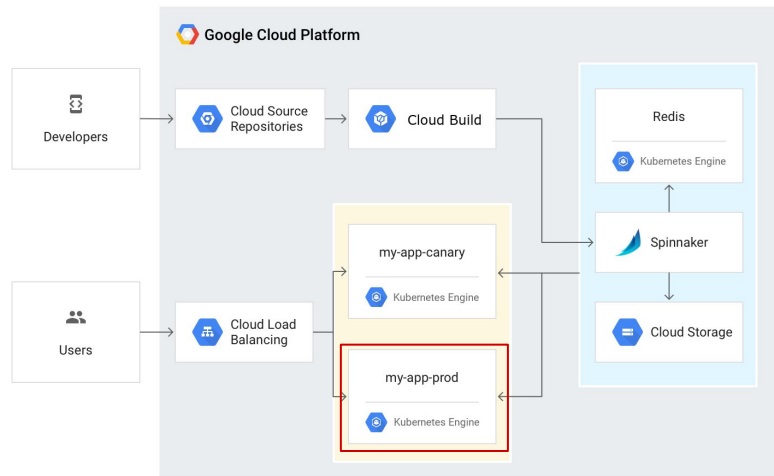 Google Cloud Platform
Developers
Cloud Source
Repositories
Cloud Build
Redis
Kubernetes Engine
Spinnaker
Cloud Storage
my-app-canary
Kubernetes Engine
Users
Cloud Load
Balancing
my-app-prod
Kubernetes Engine